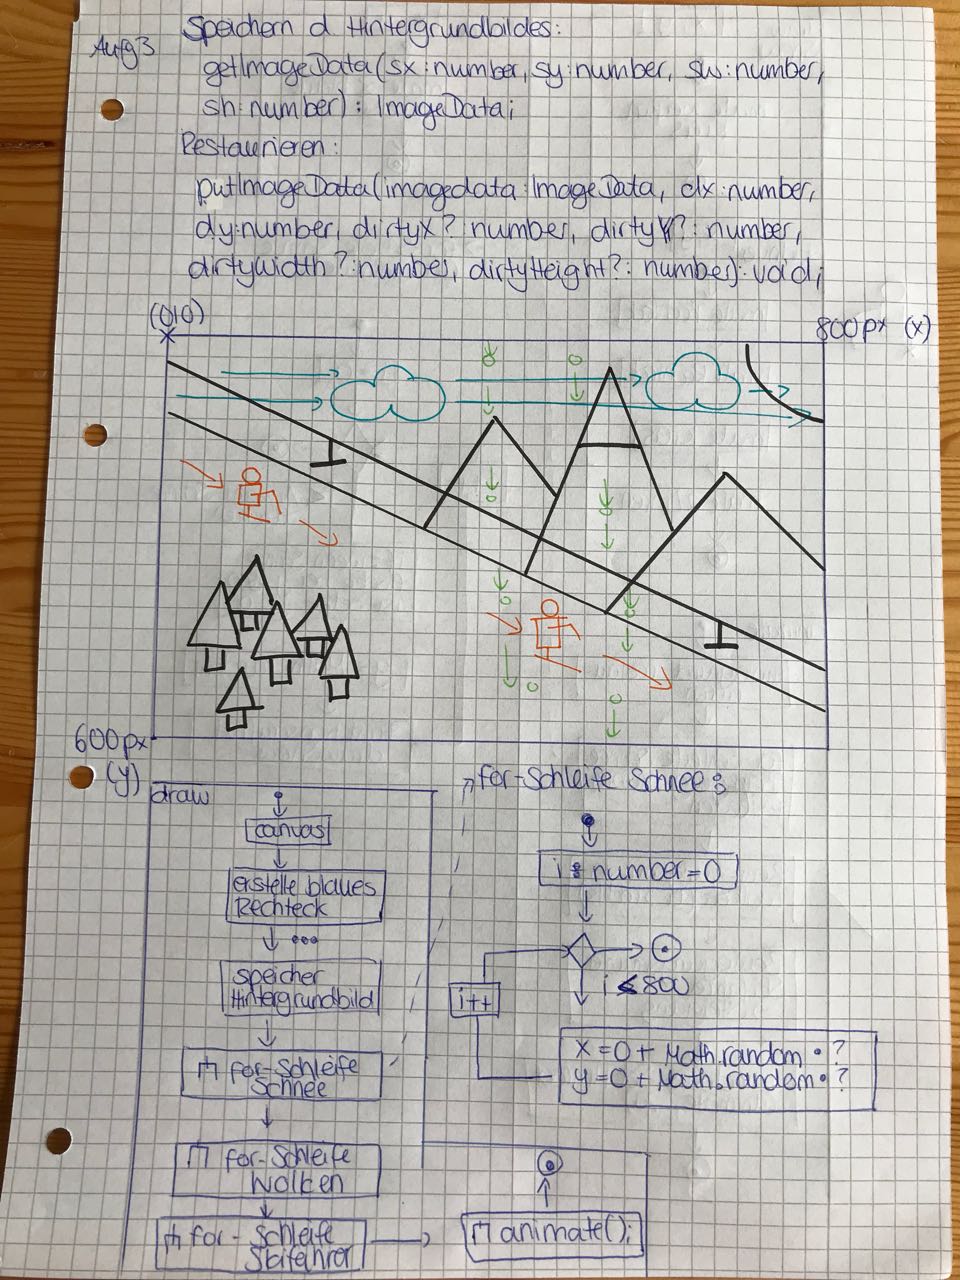 Aufg 3
Speichern d Hintergrundbildes:
getImageData(sx:number, sy:number, sw:number,
sh:number): ImageData;
Restaurieren:
putImageData(imagedata:ImageData, dx:number,
dy:number, dirtyX?:number, dirtyY?:number,
dirtyWidth?:number, dirtyHeight?:number):void;
(0|0)
800px (x)
600px
(y)
draw
canvas
erstelle blaues
Rechteck
...
speicher
Hintergrundbild
for-Schleife
Schnee
for-Schleife
Wolken
for-Schleife
Skifahrer
animate();
for-Schleife Schnee:
i:number=0
i≤800
i++
x=0+Math.random·?
y=0+Math.random·?